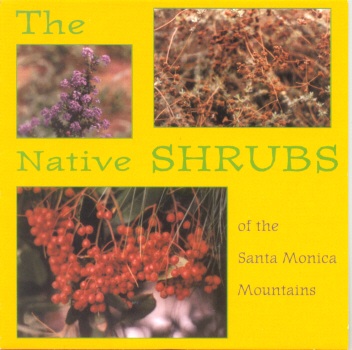 The
Native SHRUBS
of the
Santa Monica
Mountains